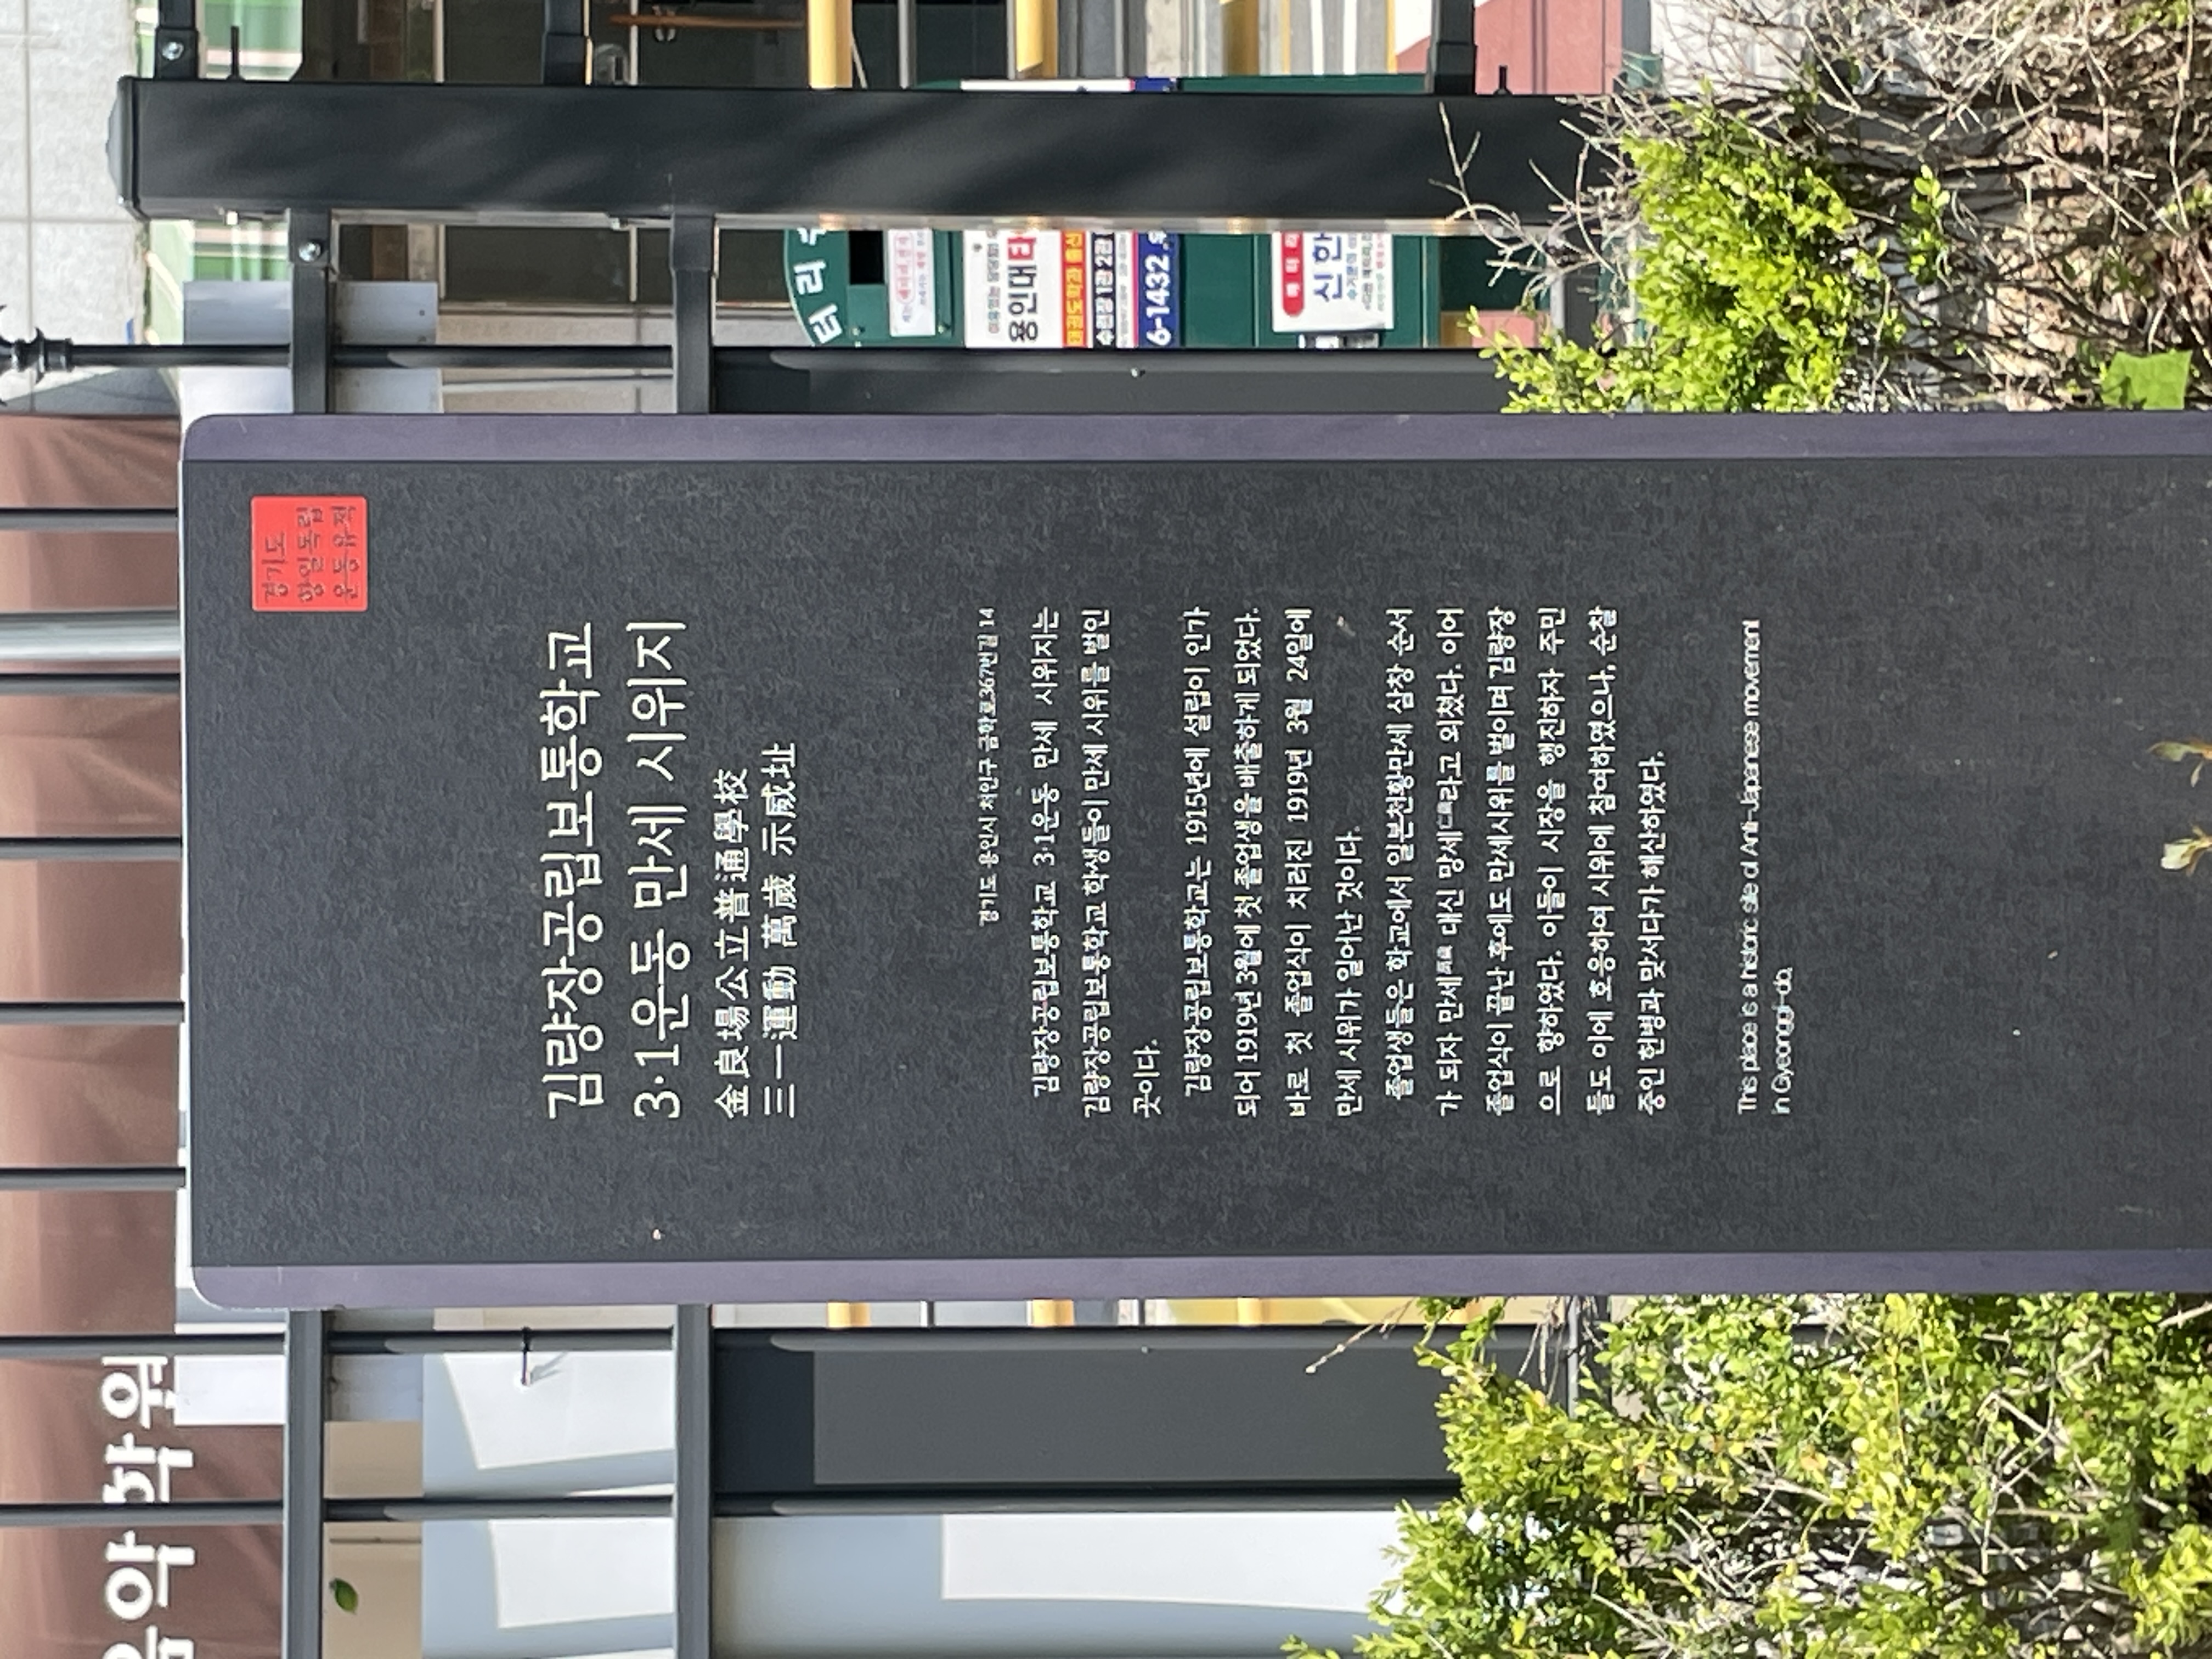 경기도
항일독립
운동유적
김량장공립보통학교
3·1운동 만세 시위지
金良場公立普通學校
三一運動 萬歲 示威址
경기도 용인시 처인구 금학로367번길 14
김량장공립보통학교 3·1운동 만세 시위지는
김량장공립보통학교 학생들이 만세 시위를 벌인
곳이다.
김량장공립보통학교는 1915년에 설립이 인가
되어 1919년 3월에 첫 졸업생을 배출하게 되었다.
바로 첫 졸업식이 치러진 1919년 3월 24일에
만세 시위가 일어난 것이다.
졸업생들은 학교에서 일본천황만세 삼창 순서
가 되자 만세 대신 망세라고 외쳤다. 이어
졸업식이 끝난 후에도 만세시위를 벌이며 김량장
으로 향하였다. 이들이 시장을 행진하자 주민
들도 이에 호응하여 시위에 참여하였으나, 순찰
중인 헌병과 맞서다가 해산하였다.
This place is a historic site of Anti-Japanese movement
in Gyeonggi-do.
음악학원
터리
용인대
6-1432
신한